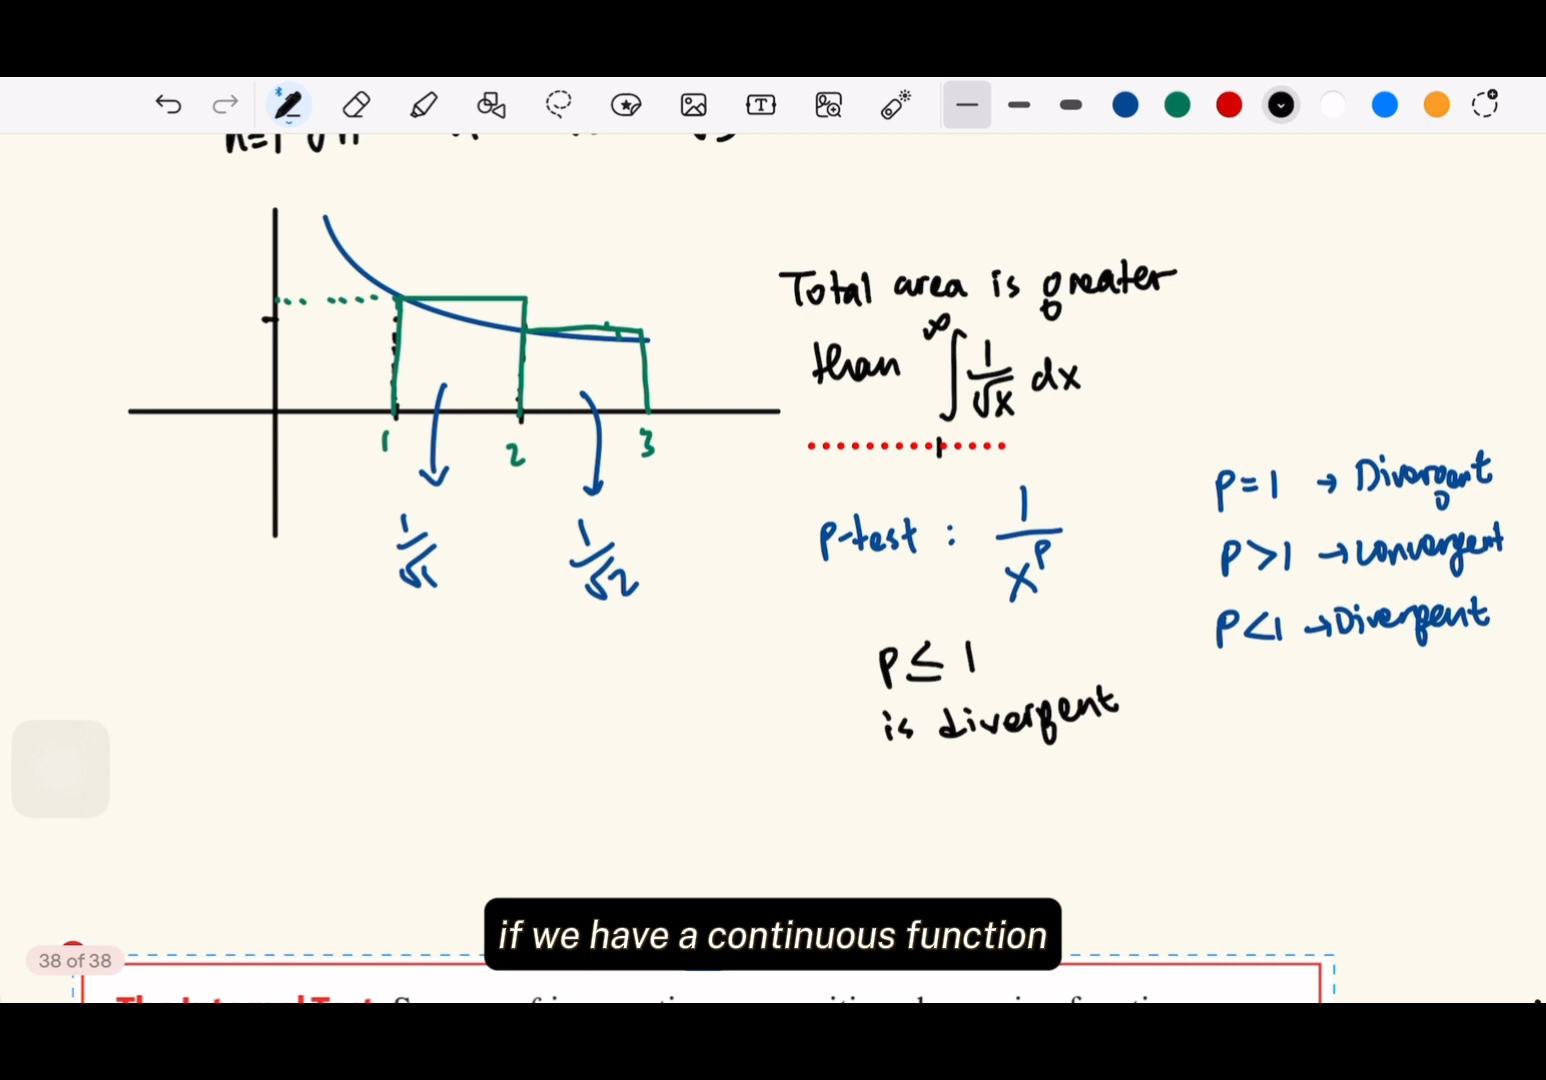 Total area is greater
than ∫ 1/√x dx
∞
1
2
3
1/√1
1/√2
p-test : 1/x^p
p = 1 → Divergent
p > 1 → convergent
p < 1 → Divergent
p ≤ 1
is divergent
if we have a continuous function
38 of 38